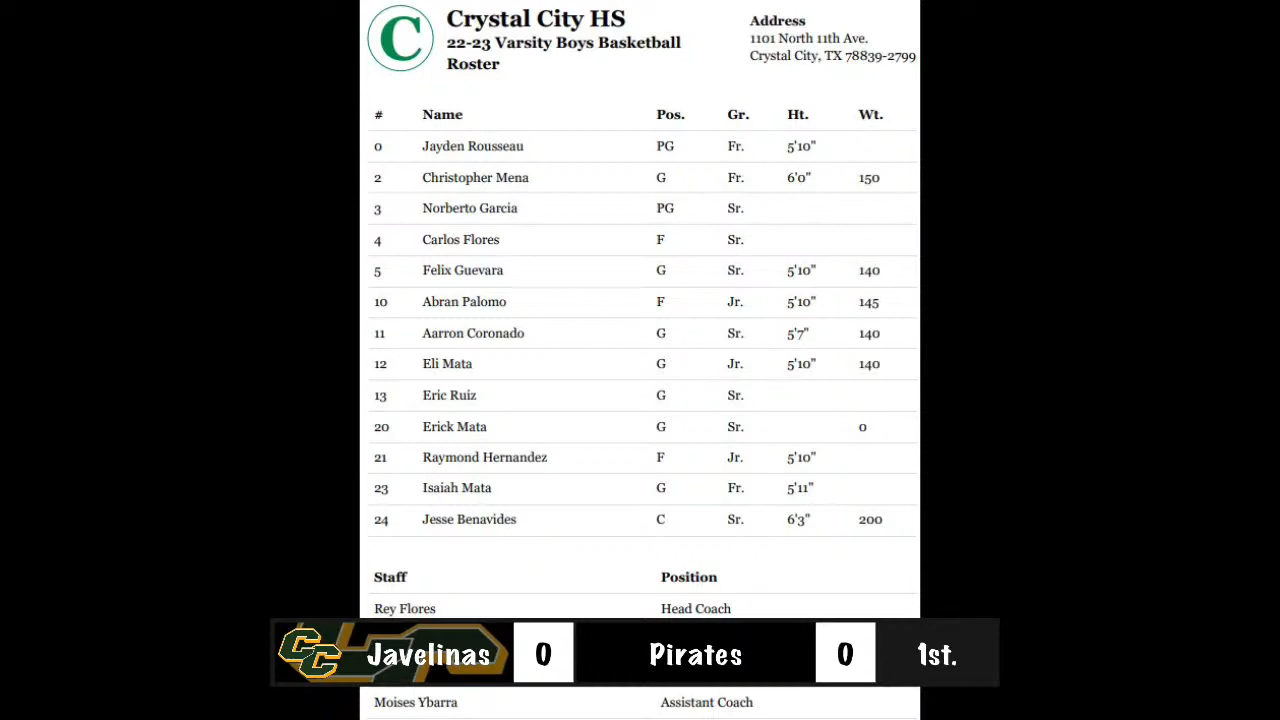 C
Crystal City HS
22-23 Varsity Boys Basketball
Roster
Address
1101 North 11th Ave.
Crystal City, TX 78839-2799
# Name Pos. Gr. Ht. Wt.
0 Jayden Rousseau PG Fr. 5'10"
2 Christopher Mena G Fr. 6'0" 150
3 Norberto Garcia PG Sr.
4 Carlos Flores F Sr.
5 Felix Guevara G Sr. 5'10" 140
10 Abran Palomo F Jr. 5'10" 145
11 Aarron Coronado G Sr. 5'7" 140
12 Eli Mata G Jr. 5'10" 140
13 Eric Ruiz G Sr.
20 Erick Mata G Sr. 0
21 Raymond Hernandez F Jr. 5'10"
23 Isaiah Mata G Fr. 5'11"
24 Jesse Benavides C Sr. 6'3" 200
Staff Position
Rey Flores Head Coach
CC Javelinas 0 Pirates 0 1st.
Moises Ybarra Assistant Coach